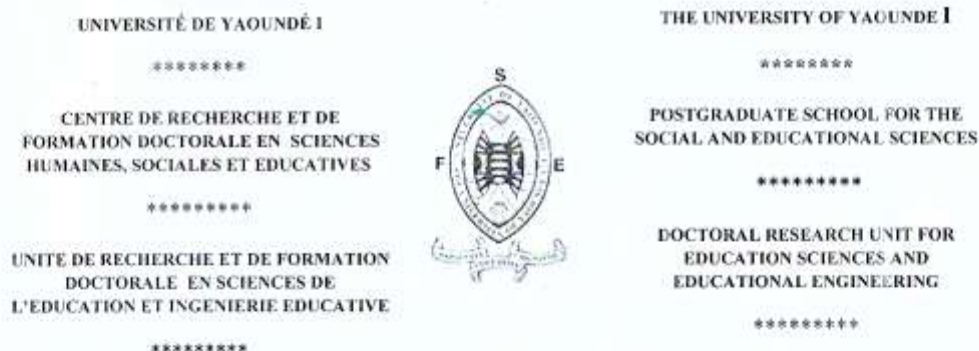 UNIVERSITÉ DE YAOUNDÉ I
********
CENTRE DE RECHERCHE ET DE
FORMATION DOCTORALE EN SCIENCES
HUMAINES, SOCIALES ET EDUCATIVES
*********
UNITE DE RECHERCHE ET DE FORMATION
DOCTORALE EN SCIENCES DE
L'EDUCATION ET INGENIERIE EDUCATIVE
*********
S
F
E
THE UNIVERSITY OF YAOUNDE I
********
POSTGRADUATE SCHOOL FOR THE
SOCIAL AND EDUCATIONAL SCIENCES
*********
DOCTORAL RESEARCH UNIT FOR
EDUCATION SCIENCES AND
EDUCATIONAL ENGINEERING
*********